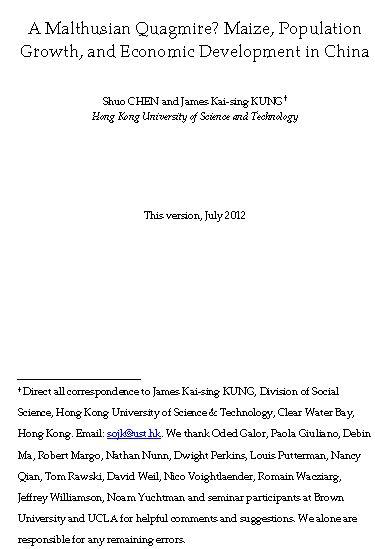 A Malthusian Quagmire? Maize, Population
Growth, and Economic Development in China
Shuo CHEN and James Kai-sing KUNG†
Hong Kong University of Science and Technology
This version, July 2012
†Direct all correspondence to James Kai-sing KUNG, Division of Social
Science, Hong Kong University of Science & Technology, Clear Water Bay,
Hong Kong. Email: sojk@ust.hk. We thank Oded Galor, Paola Giuliano, Debin
Ma, Robert Margo, Nathan Nunn, Dwight Perkins, Louis Putterman, Nancy
Qian, Tom Rawski, David Weil, Nico Voigtlaender, Romain Wacziarg,
Jeffrey Williamson, Noam Yuchtman and seminar participants at Brown
University and UCLA for helpful comments and suggestions. We alone are
responsible for any remaining errors.